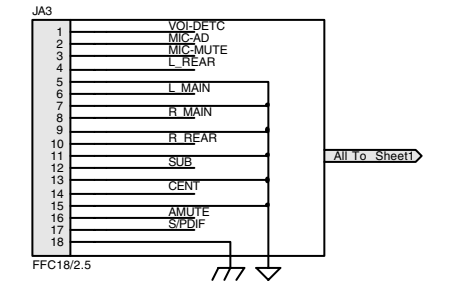 JA3
1 VOI-DETC
2 MIC-AD
3 MIC-MUTE
4 L_REAR
5
6 L_MAIN
7
8 R_MAIN
9
10 R_REAR
11
12 SUB
13
14 CENT
15
16 AMUTE
17 S/PDIF
18
All To Sheet1
FFC18/2.5